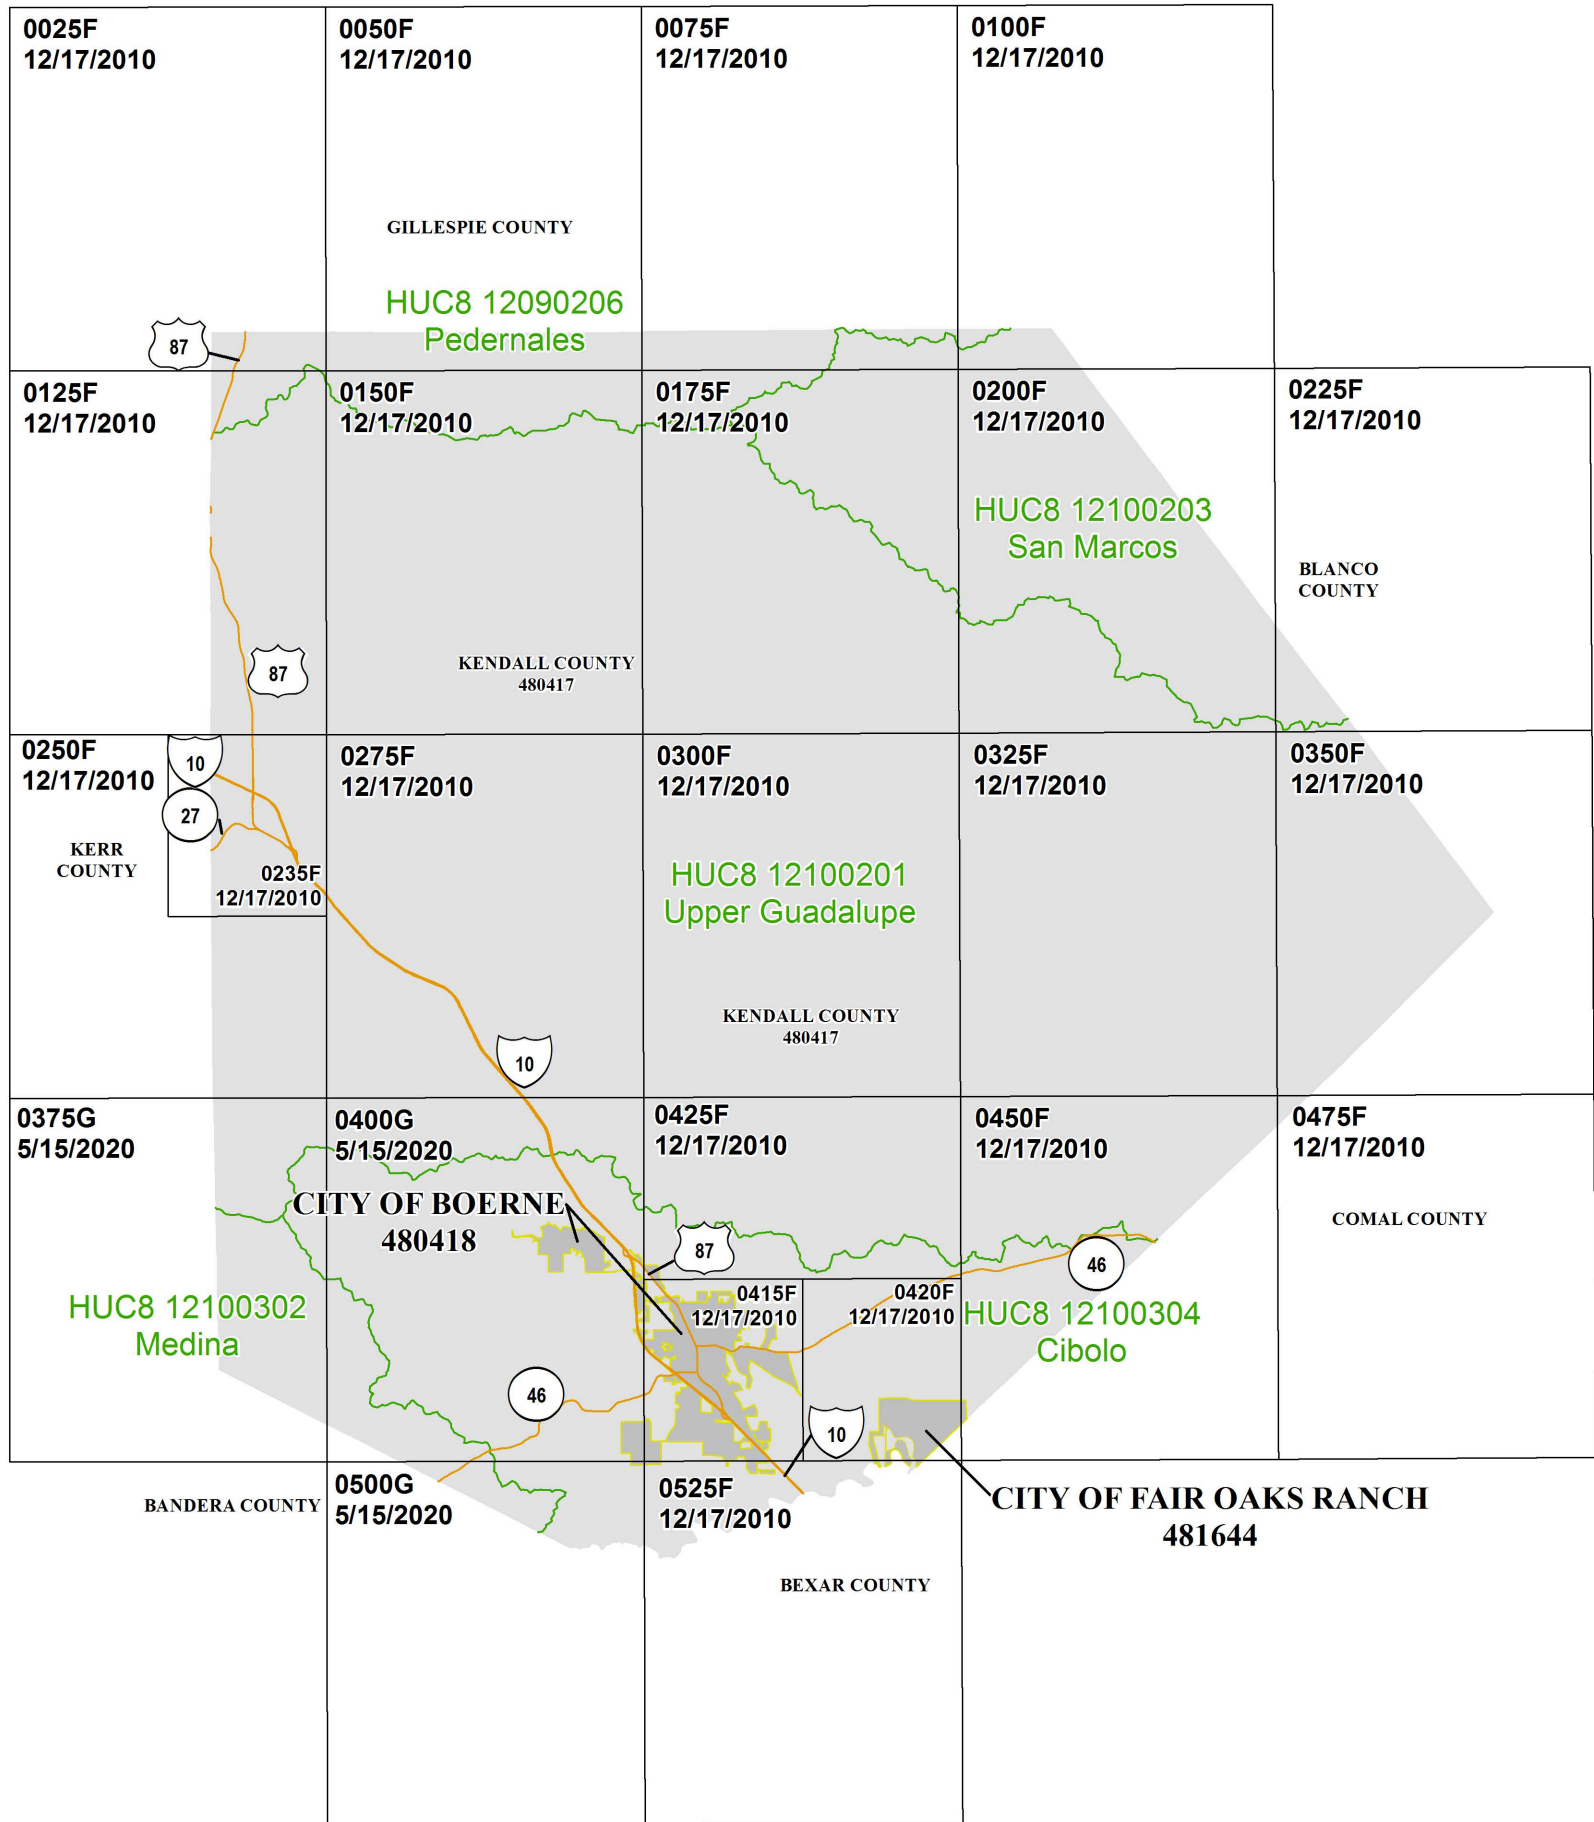 0025F
12/17/2010
0050F
12/17/2010
0075F
12/17/2010
0100F
12/17/2010
GILLESPIE COUNTY
HUC8 12090206
Pedernales
87
0125F
12/17/2010
0150F
12/17/2010
0175F
12/17/2010
0200F
12/17/2010
0225F
12/17/2010
HUC8 12100203
San Marcos
BLANCO
COUNTY
KENDALL COUNTY
480417
87
0250F
12/17/2010
10
27
KERR
COUNTY
0235F
12/17/2010
0275F
12/17/2010
0300F
12/17/2010
0325F
12/17/2010
0350F
12/17/2010
HUC8 12100201
Upper Guadalupe
KENDALL COUNTY
480417
10
0375G
5/15/2020
0400G
5/15/2020
0425F
12/17/2010
0450F
12/17/2010
0475F
12/17/2010
CITY OF BOERNE
480418
COMAL COUNTY
87
46
HUC8 12100302
Medina
0415F
12/17/2010
0420F
12/17/2010
HUC8 12100304
Cibolo
46
10
BANDERA COUNTY
0500G
5/15/2020
0525F
12/17/2010
CITY OF FAIR OAKS RANCH
481644
BEXAR COUNTY